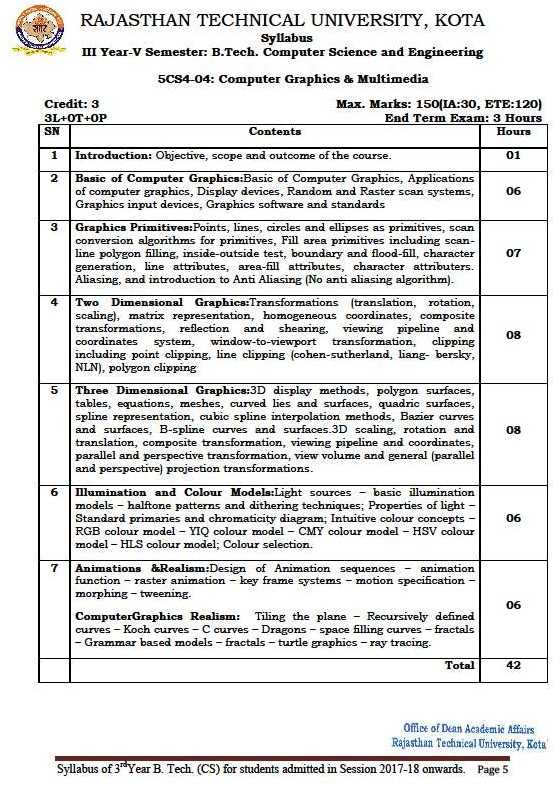 RAJASTHAN TECHNICAL UNIVERSITY, KOTA
Syllabus
III Year-V Semester: B.Tech. Computer Science and Engineering
5CS4-04: Computer Graphics & Multimedia
Credit: 3 Max. Marks: 150(IA:30, ETE:120)
3L+0T+0P End Term Exam: 3 Hours
SN Contents Hours
1 Introduction: Objective, scope and outcome of the course. 01
2 Basic of Computer Graphics:Basic of Computer Graphics, Applications
of computer graphics, Display devices, Random and Raster scan systems,
Graphics input devices, Graphics software and standards
06
3 Graphics Primitives:Points, lines, circles and ellipses as primitives, scan
conversion algorithms for primitives, Fill area primitives including scan-
line polygon filling, inside-outside test, boundary and flood-fill, character
generation, line attributes, area-fill attributes, character attributers.
Aliasing, and introduction to Anti Aliasing (No anti aliasing algorithm).
07
4 Two Dimensional Graphics:Transformations (translation, rotation,
scaling), matrix representation, homogeneous coordinates, composite
transformations, reflection and shearing, viewing pipeline and
coordinates system, window-to-viewport transformation, clipping
including point clipping, line clipping (cohen-sutherland, liang- bersky,
NLN), polygon clipping
08
5 Three Dimensional Graphics:3D display methods, polygon surfaces,
tables, equations, meshes, curved lies and surfaces, quadric surfaces,
spline representation, cubic spline interpolation methods, Bazier curves
and surfaces, B-spline curves and surfaces.3D scaling, rotation and
translation, composite transformation, viewing pipeline and coordinates,
parallel and perspective transformation, view volume and general (parallel
and perspective) projection transformations.
08
6 Illumination and Colour Models:Light sources – basic illumination
models – halftone patterns and dithering techniques; Properties of light –
Standard primaries and chromaticity diagram; Intuitive colour concepts –
RGB colour model – YIQ colour model – CMY colour model – HSV colour
model – HLS colour model; Colour selection.
06
7 Animations &Realism:Design of Animation sequences – animation
function – raster animation – key frame systems – motion specification –
morphing – tweening.
ComputerGraphics Realism: Tiling the plane – Recursively defined
curves – Koch curves – C curves – Dragons – space filling curves – fractals
– Grammar based models – fractals – turtle graphics – ray tracing.
06
Total 42
Office of Dean Academic Affairs
Rajasthan Technical University, Kota
Syllabus of 3rdYear B. Tech. (CS) for students admitted in Session 2017-18 onwards. Page 5